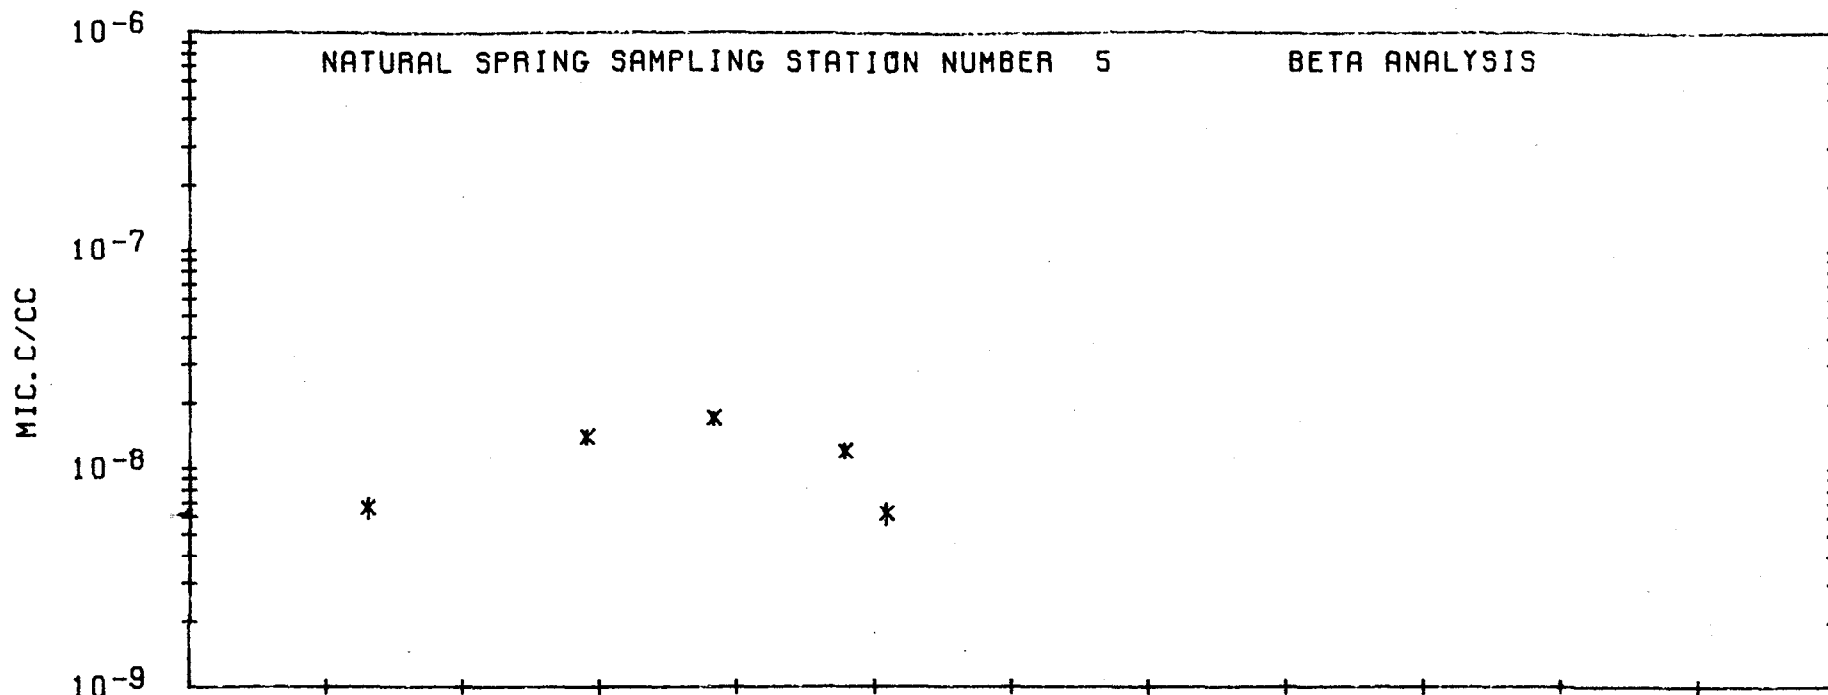 10-6
NATURAL SPRING SAMPLING STATION NUMBER 5 BETA ANALYSIS
10-7
MIC.C/CC
10-8
10-9